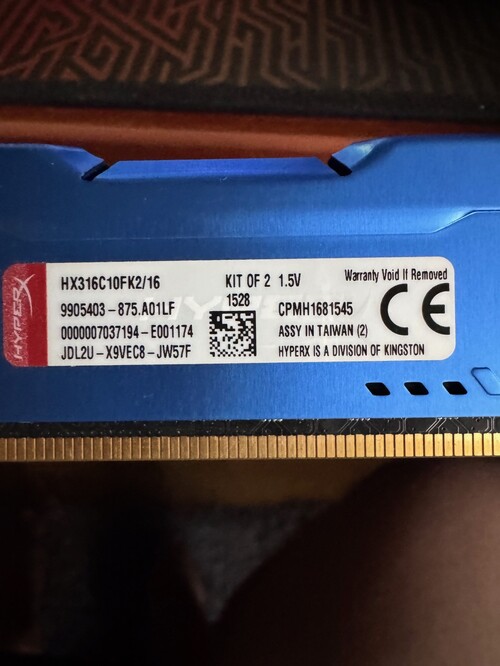 HYPERX
HX316C10FK2/16 KIT OF 2 1.5V Warranty Void If Removed
9905403-875.A01LF 1528 CPMH1681545 CE
0000007037194-E001174 ASSY IN TAIWAN (2)
JDL2U-X9VEC8-JW57F HYPERX IS A DIVISION OF KINGSTON